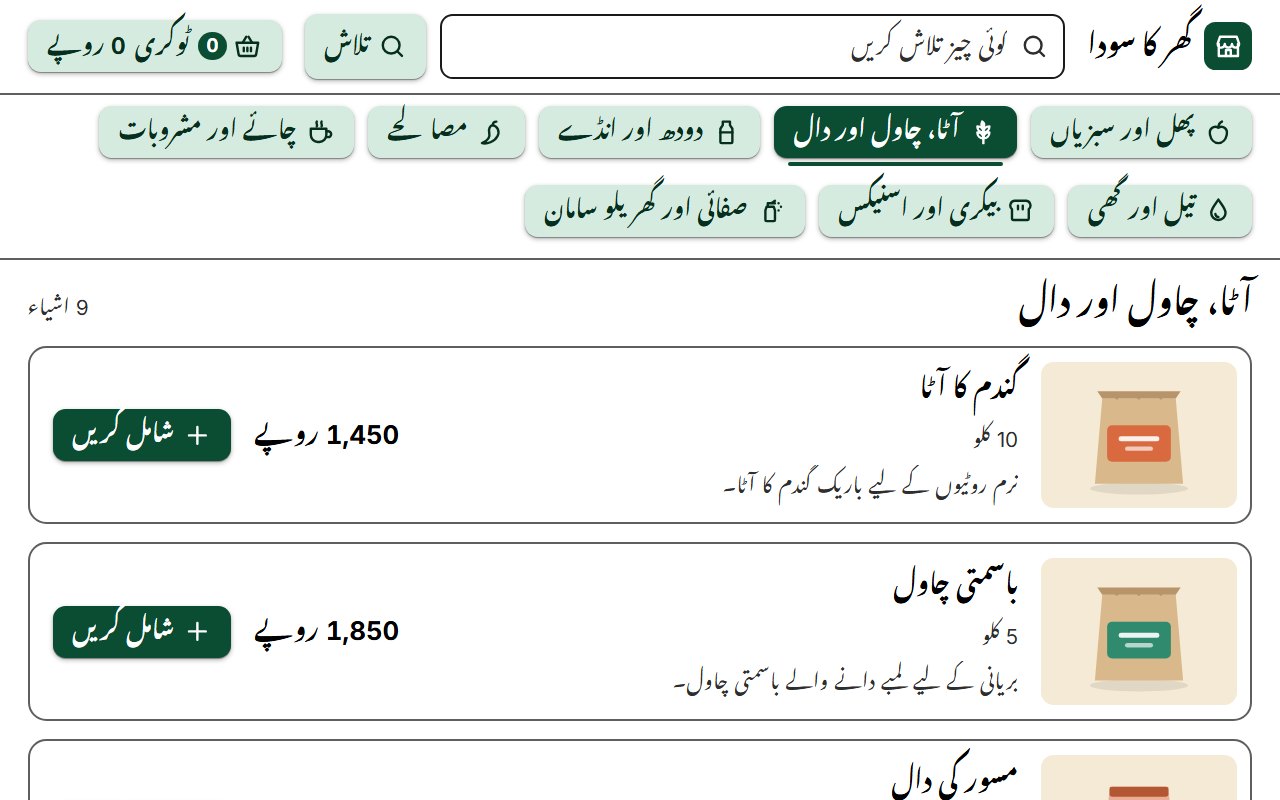 گھر کا سودا
کوئی چیز تلاش کریں
تلاش
0 ٹوکری 0 روپے
پھل اور سبزیاں
آٹا، چاول اور دال
دودھ اور انڈے
مصالحے
چائے اور مشروبات
تیل اور گھی
بیکری اور اسنیکس
صفائی اور گھریلو سامان
آٹا، چاول اور دال
9 اشیاء
گندم کا آٹا
10 کلو
نرم روٹیوں کے لیے باریک گندم کا آٹا۔
1,450 روپے
شامل کریں
باسمتی چاول
5 کلو
بریانی کے لیے لمبے دانے والے باسمتی چاول۔
1,850 روپے
شامل کریں
مسور کی دال